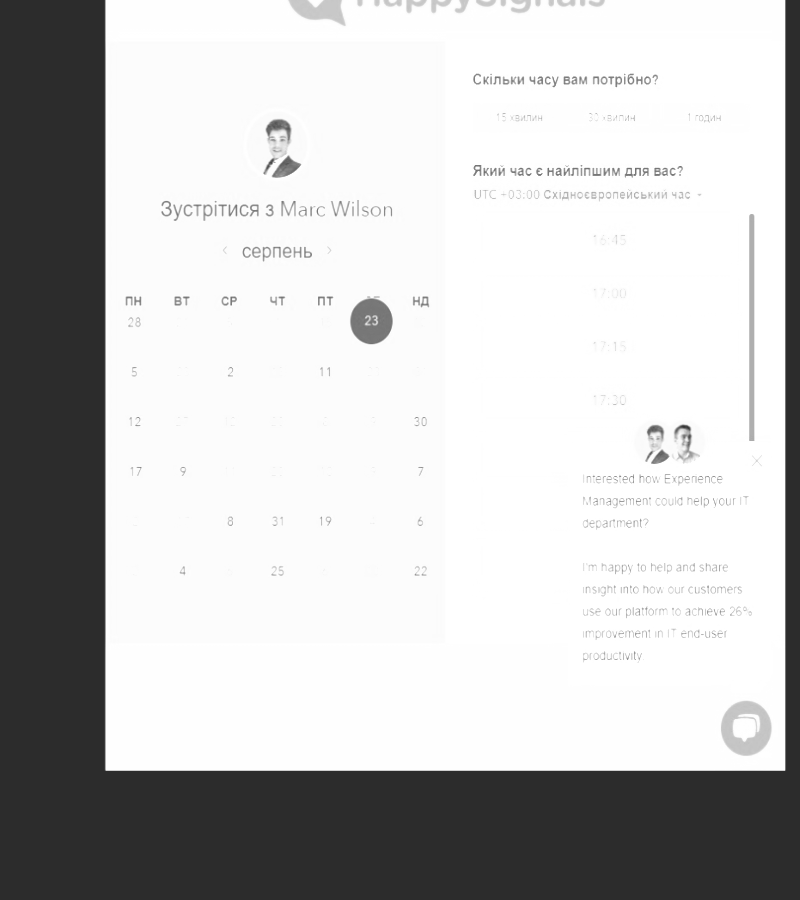 HappySignals
Зустрітися з Marc Wilson
серпень
ПН ВТ СР ЧТ ПТ НД
28 23
5 2 11
12 30
17 9 7
8 31 19 6
4 25 22
Скільки часу вам потрібно?
15 хвилин 30 хвилин 1 годин
Який час є найліпшим для вас?
UTC +03:00 Східноєвропейський час
16:45
17:00
17:15
17:30
Interested how Experience
Management could help your IT
department?
I'm happy to help and share
insight into how our customers
use our platform to achieve 26%
improvement in IT end-user
productivity.